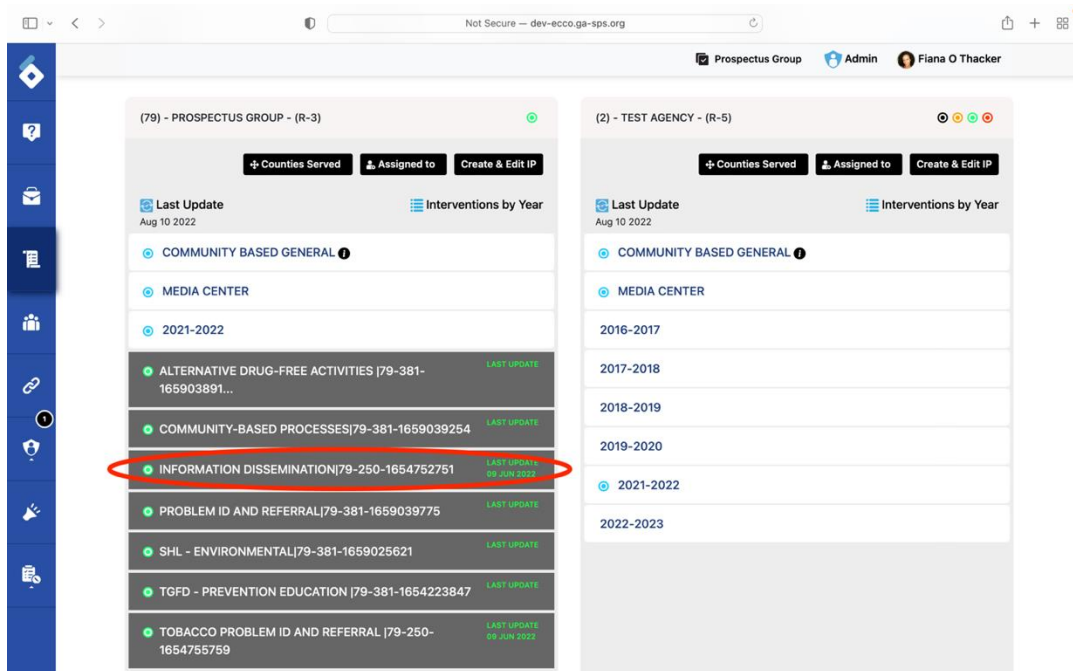 Not Secure — dev-ecco.ga-sps.org
Prospectus Group Admin Fiana O Thacker
(79) - PROSPECTUS GROUP - (R-3)
Counties Served Assigned to Create & Edit IP
Last Update Interventions by Year
Aug 10 2022
COMMUNITY BASED GENERAL i
MEDIA CENTER
2021-2022
ALTERNATIVE DRUG-FREE ACTIVITIES |79-381- LAST UPDATE
165903891...
COMMUNITY-BASED PROCESSES|79-381-1659039254 LAST UPDATE
INFORMATION DISSEMINATION|79-250-1654752751 LAST UPDATE
09 JUN 2022
PROBLEM ID AND REFERRAL|79-381-1659039775 LAST UPDATE
SHL - ENVIRONMENTAL|79-381-1659025621 LAST UPDATE
TGFD - PREVENTION EDUCATION |79-381-1654223847 LAST UPDATE
TOBACCO PROBLEM ID AND REFERRAL |79-250- LAST UPDATE
1654755759 09 JUN 2022
(2) - TEST AGENCY - (R-5)
Counties Served Assigned to Create & Edit IP
Last Update Interventions by Year
Aug 10 2022
COMMUNITY BASED GENERAL i
MEDIA CENTER
2016-2017
2017-2018
2018-2019
2019-2020
2021-2022
2022-2023
?
1